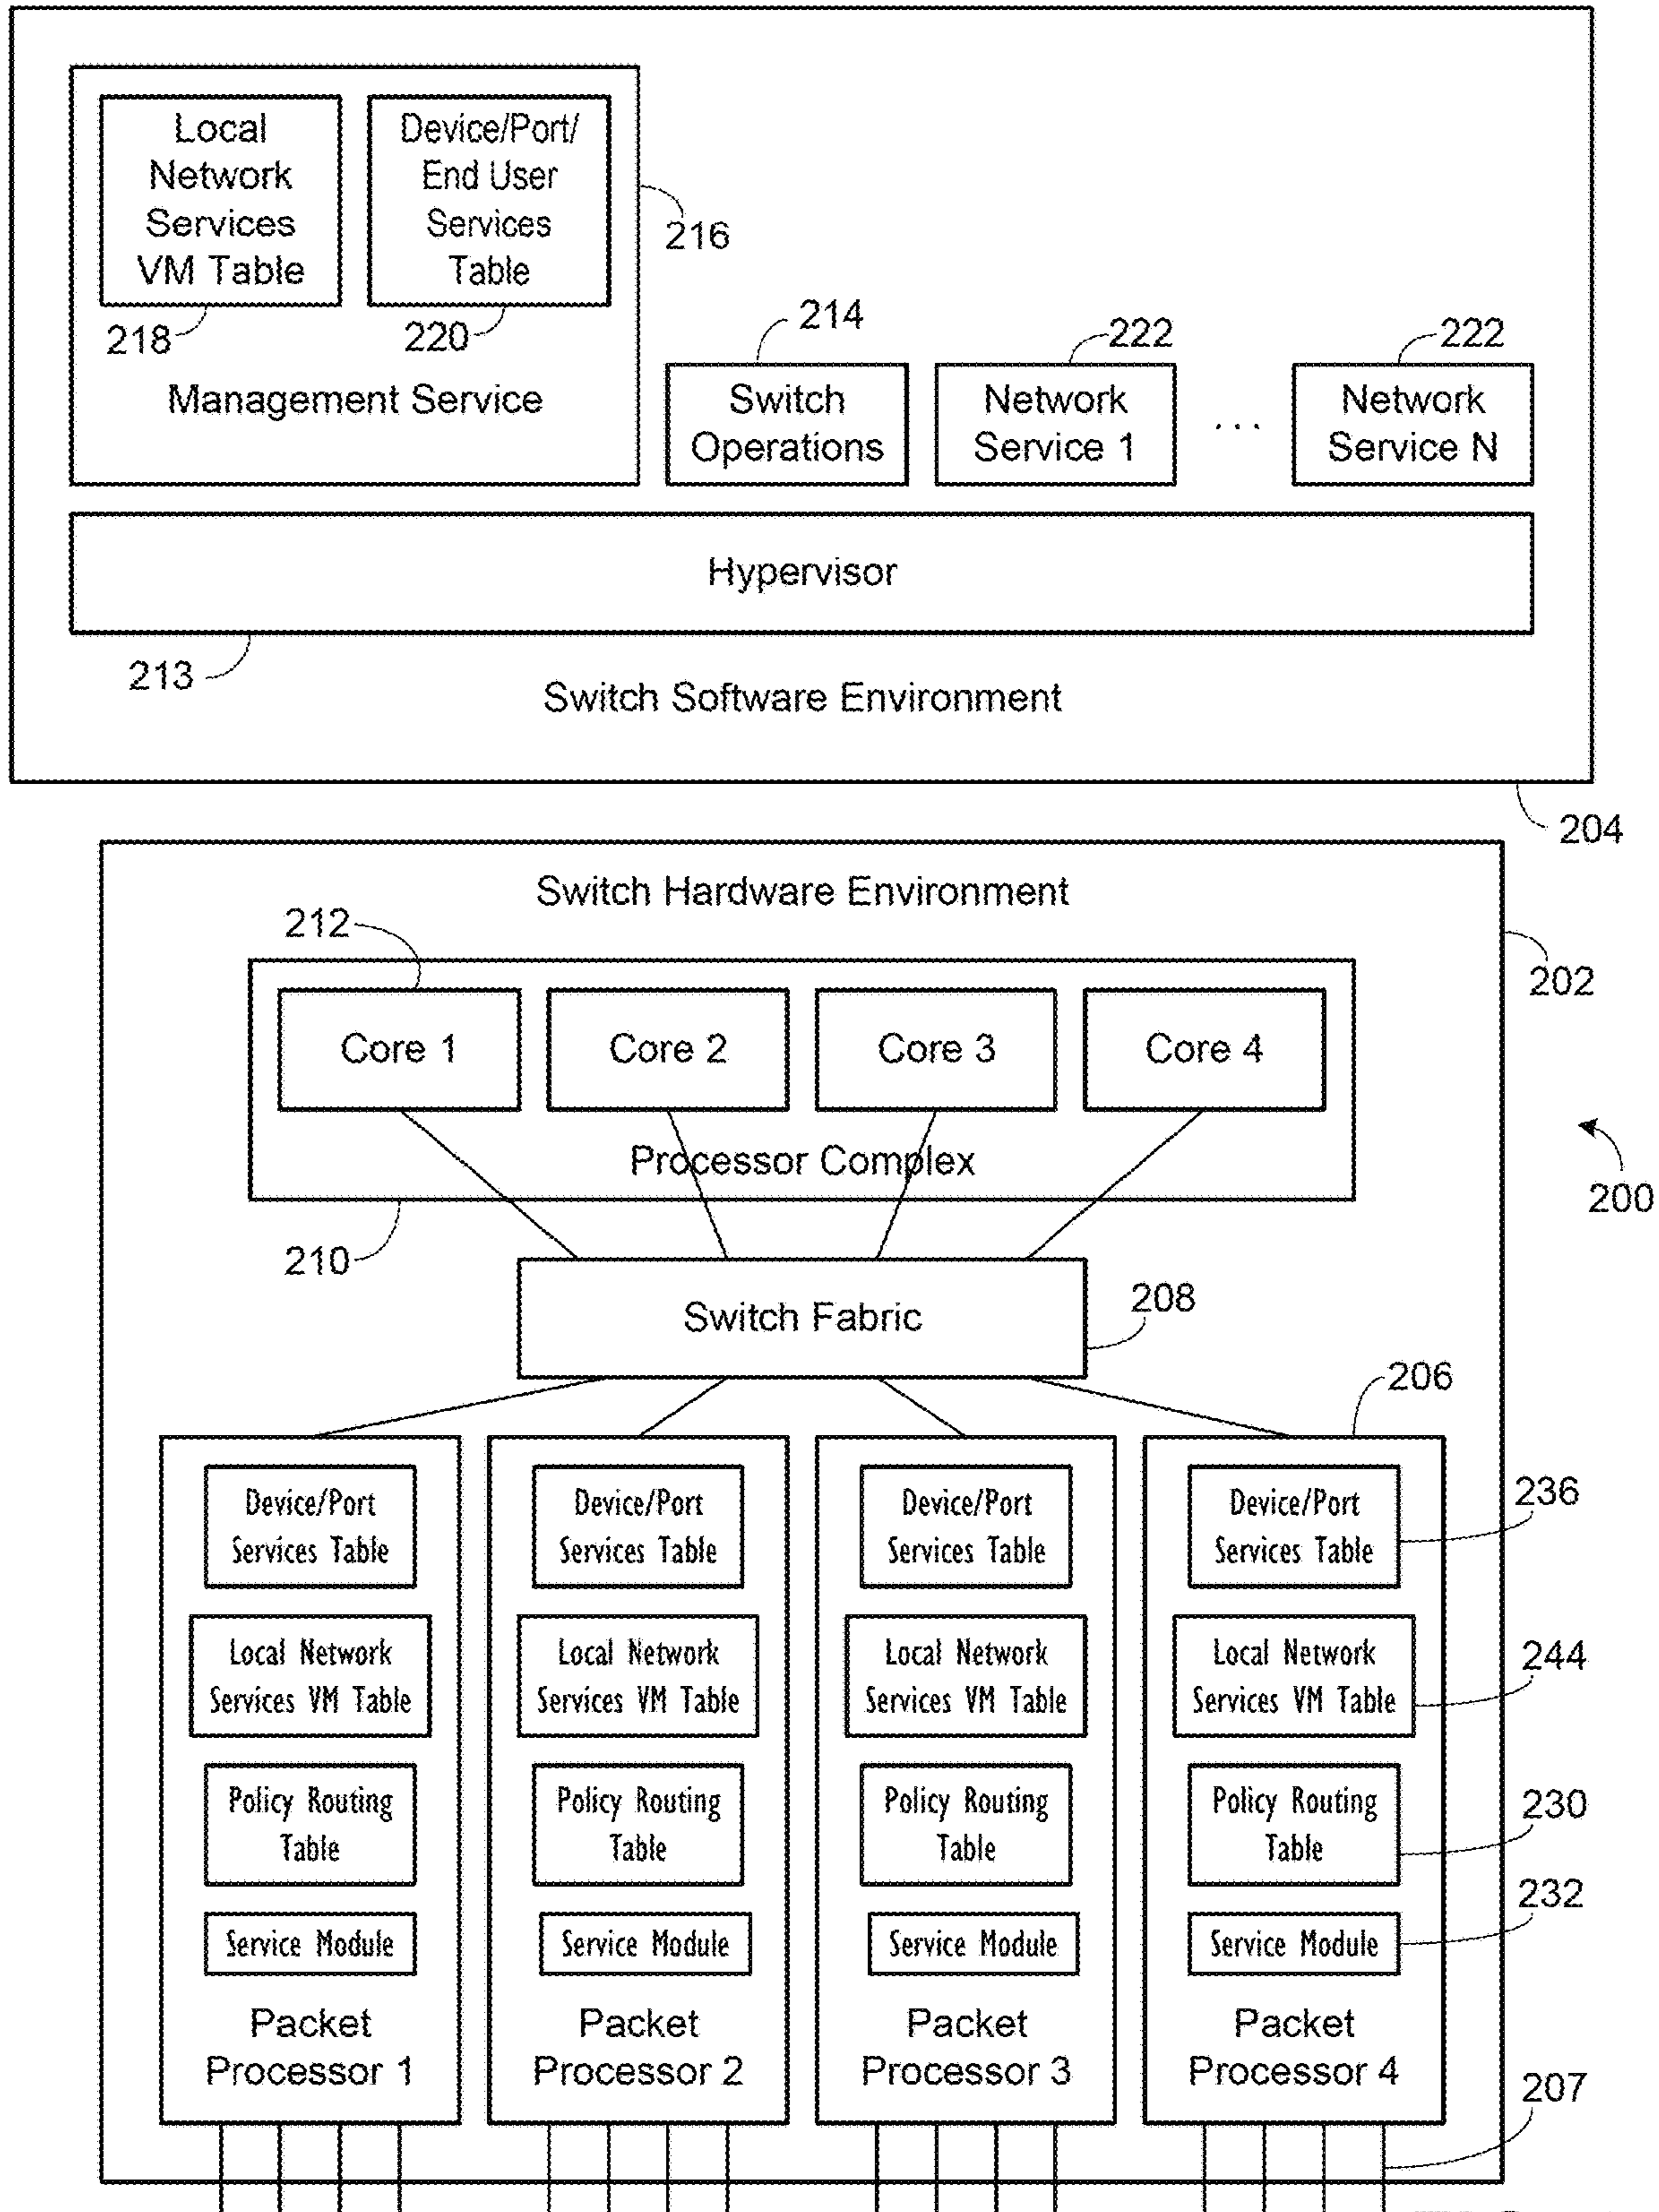 Local
Network
Services
VM Table
218
Device/Port/
End User
Services
Table
220
216
Management Service
214
Switch
Operations
222
Network
Service 1
. . .
222
Network
Service N
Hypervisor
213
Switch Software Environment
204
Switch Hardware Environment
202
212
Core 1
Core 2
Core 3
Core 4
Processor Complex
200
210
Switch Fabric
208
206
Device/Port
Services Table
Local Network
Services VM Table
Policy Routing
Table
Service Module
Packet
Processor 1
Device/Port
Services Table
Local Network
Services VM Table
Policy Routing
Table
Service Module
Packet
Processor 2
Device/Port
Services Table
Local Network
Services VM Table
Policy Routing
Table
Service Module
Packet
Processor 3
Device/Port
Services Table
236
Local Network
Services VM Table
244
Policy Routing
Table
230
Service Module
232
Packet
Processor 4
207